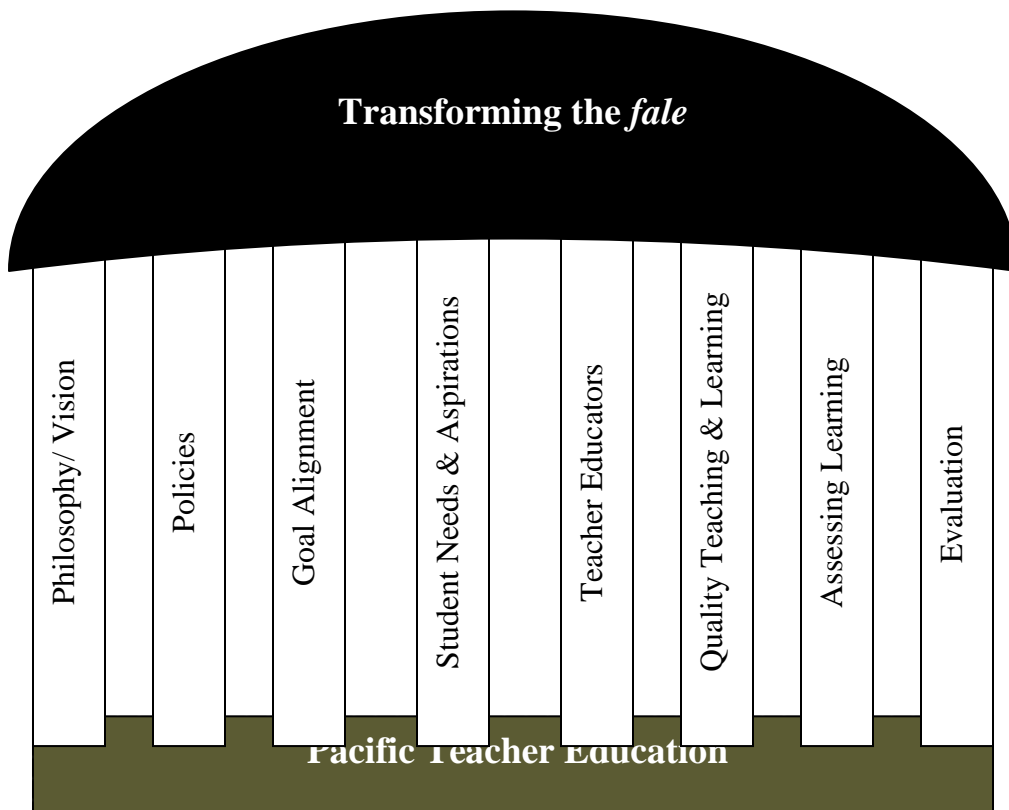 Transforming the fale
Philosophy/ Vision
Policies
Goal Alignment
Student Needs & Aspirations
Teacher Educators
Quality Teaching & Learning
Assessing Learning
Evaluation
Pacific Teacher Education